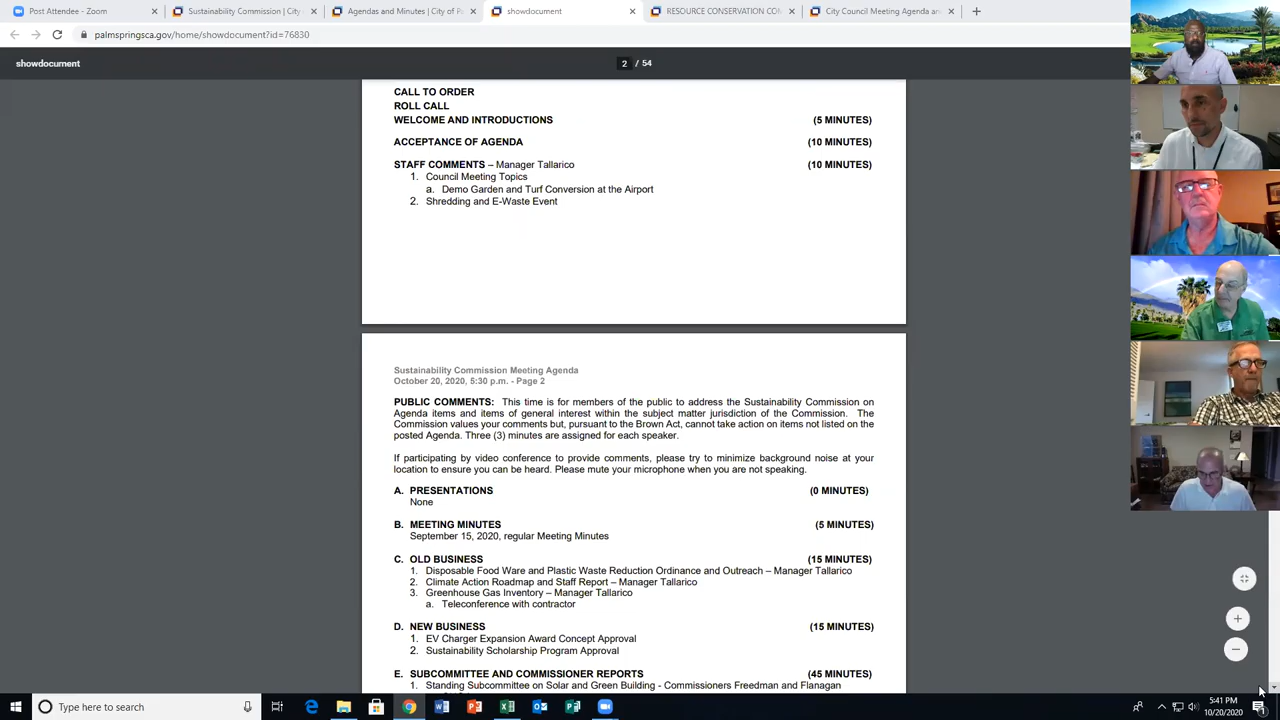 Post Attendee - Zoom
Sustainability Commission | City
Agendas and Minutes | City of P
showdocument
RESOURCE CONSERVATION COM
City Council Meeting Agenda an
palmspringsca.gov/home/showdocument?id=76830
showdocument
2 / 54
CALL TO ORDER
ROLL CALL
WELCOME AND INTRODUCTIONS (5 MINUTES)
ACCEPTANCE OF AGENDA (10 MINUTES)
STAFF COMMENTS – Manager Tallarico (10 MINUTES)
1. Council Meeting Topics
a. Demo Garden and Turf Conversion at the Airport
2. Shredding and E-Waste Event
Sustainability Commission Meeting Agenda
October 20, 2020, 5:30 p.m. - Page 2
PUBLIC COMMENTS: This time is for members of the public to address the Sustainability Commission on
Agenda items and items of general interest within the subject matter jurisdiction of the Commission. The
Commission values your comments but, pursuant to the Brown Act, cannot take action on items not listed on the
posted Agenda. Three (3) minutes are assigned for each speaker.
If participating by video conference to provide comments, please try to minimize background noise at your
location to ensure you can be heard. Please mute your microphone when you are not speaking.
A. PRESENTATIONS (0 MINUTES)
None
B. MEETING MINUTES (5 MINUTES)
September 15, 2020, regular Meeting Minutes
C. OLD BUSINESS (15 MINUTES)
1. Disposable Food Ware and Plastic Waste Reduction Ordinance and Outreach – Manager Tallarico
2. Climate Action Roadmap and Staff Report – Manager Tallarico
3. Greenhouse Gas Inventory – Manager Tallarico
a. Teleconference with contractor
D. NEW BUSINESS (15 MINUTES)
1. EV Charger Expansion Award Concept Approval
2. Sustainability Scholarship Program Approval
E. SUBCOMMITTEE AND COMMISSIONER REPORTS (45 MINUTES)
1. Standing Subcommittee on Solar and Green Building - Commissioners Freedman and Flanagan
Type here to search
5:41 PM
10/20/2020